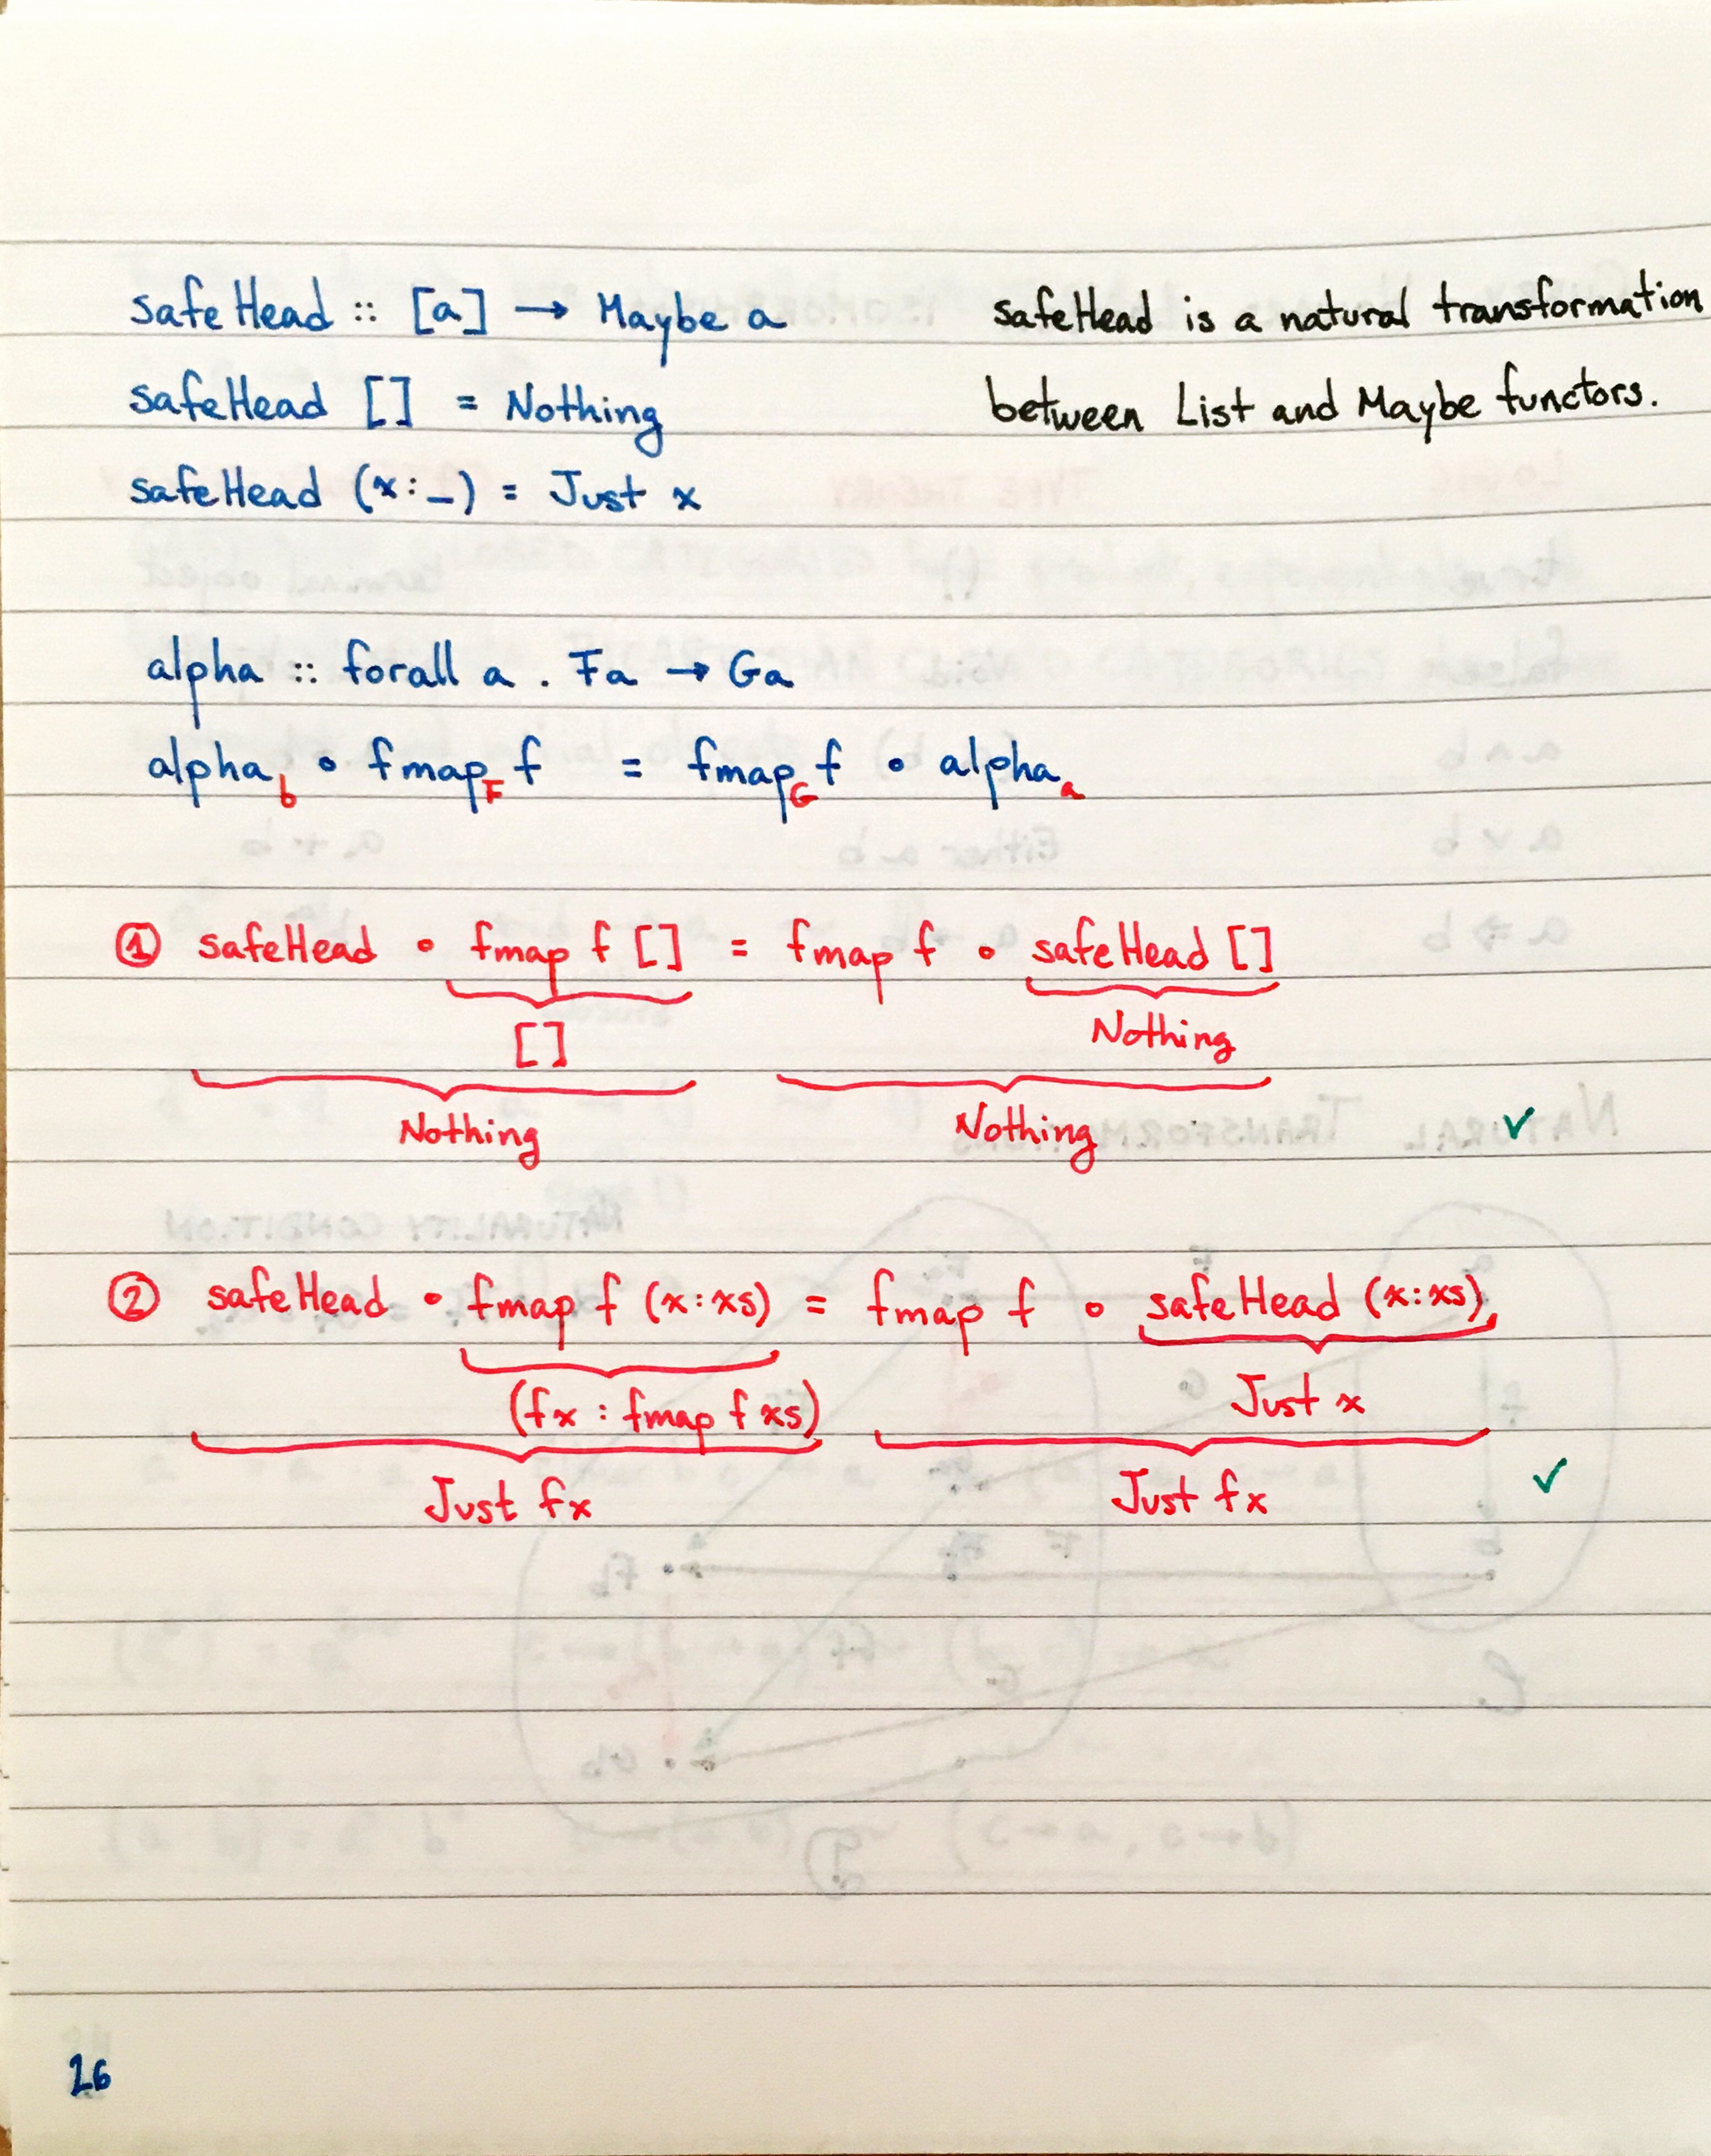 safeHead :: [a] → Maybe a
safeHead is a natural transformation
safeHead [] = Nothing
between List and Maybe functors.
safeHead (x:_) = Just x
alpha :: forall a . Fa → Ga
alpha_b ∘ fmap_F f = fmap_G f ∘ alpha_a
① safeHead ∘ fmap f [] = fmap f ∘ safeHead []
[]
Nothing
Nothing
Nothing
✓
② safeHead ∘ fmap f (x:xs) = fmap f ∘ safeHead (x:xs)
(fx : fmap f xs)
Just x
Just fx
Just fx
✓
26